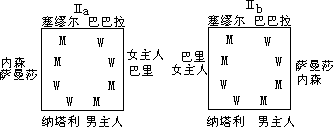 Ⅱa
塞缪尔 巴巴拉
内森
萨曼莎
M W
W M
M W
W M
女主人
巴里
纳塔利 男主人
Ⅱb
塞缪尔 巴巴拉
巴里
女主人
M W
W M
M W
W M
萨曼莎
内森
纳塔利 男主人